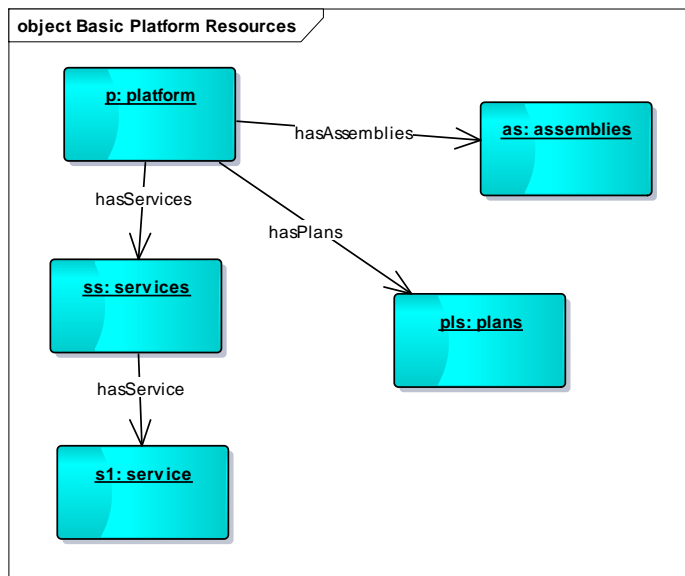 object Basic Platform Resources
p: platform
as: assemblies
hasAssemblies
hasServices
hasPlans
ss: services
pls: plans
hasService
s1: service